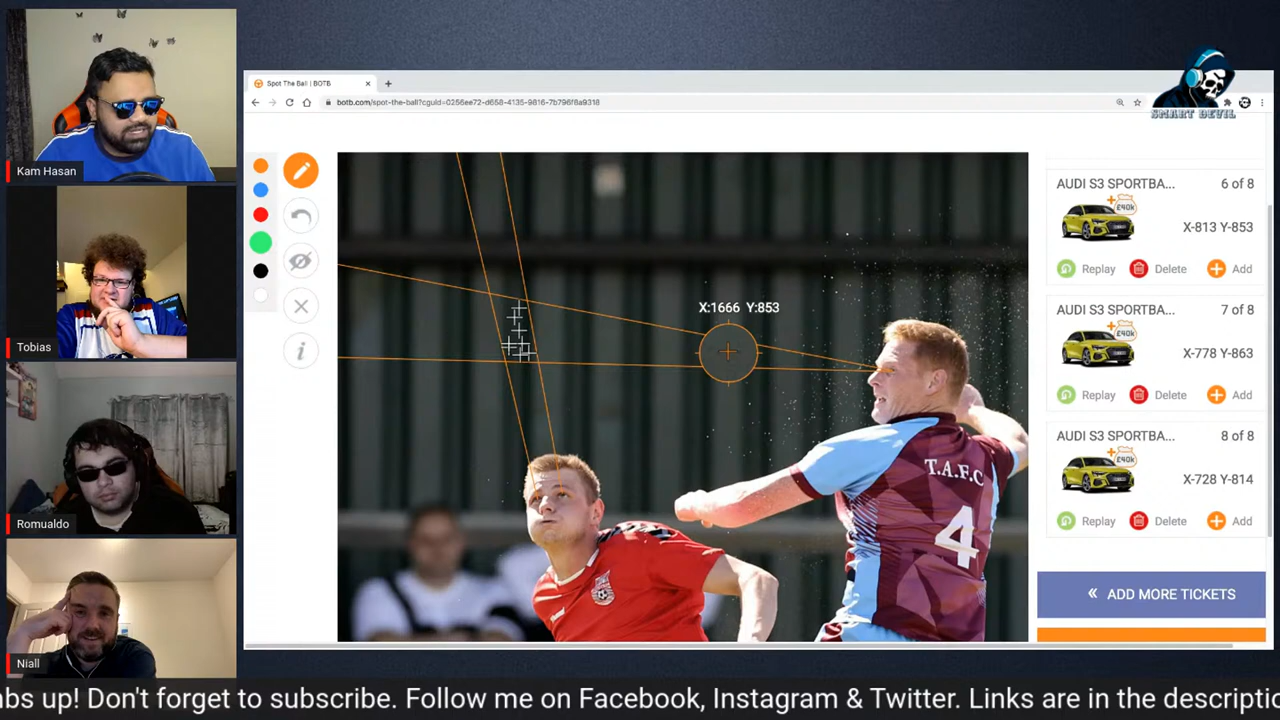 Kam Hasan
Tobias
Romualdo
Niall
Spot The Ball | BOTB
botb.com/spot-the-ball?cguId=0256ee72-d658-4135-9816-7b796f8a9318
SMART DEVIL
X:1666 Y:853
T.A.F.C
4
AUDI S3 SPORTBA... 6 of 8
+£40k
X-813 Y-853
Replay Delete Add
AUDI S3 SPORTBA... 7 of 8
+£40k
X-778 Y-863
Replay Delete Add
AUDI S3 SPORTBA... 8 of 8
+£40k
X-728 Y-814
Replay Delete Add
« ADD MORE TICKETS
nbs up! Don't forget to subscribe. Follow me on Facebook, Instagram & Twitter. Links are in the descriptio